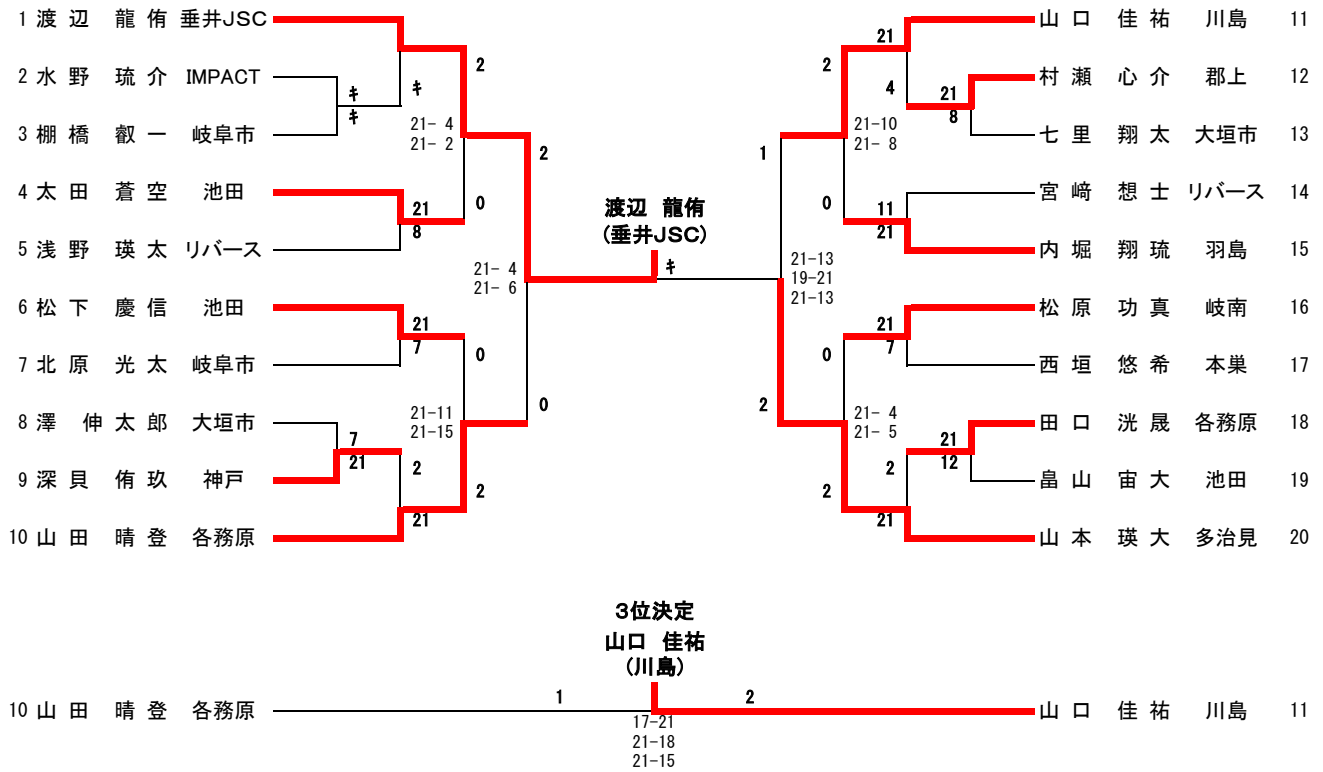 1 渡辺 龍侑 垂井JSC
2 水野 琉介 IMPACT
3 棚橋 叡一 岐阜市
4 太田 蒼空 池田
5 浅野 瑛太 リバース
6 松下 慶信 池田
7 北原 光太 岐阜市
8 澤 伸太郎 大垣市
9 深貝 侑玖 神戸
10 山田 晴登 各務原
キ
キ
キ
21
8
21
7
7
21
2
21
2
21- 4
21- 2
0
0
21-11
21-15
2
2
21- 4
21- 6
0
渡辺 龍侑
(垂井JSC)
キ
1
21-13
19-21
21-13
2
2
21-10
21- 8
0
0
21- 4
21- 5
2
21
4
21
8
11
21
21
7
21
12
2
21
山口 佳祐 川島 11
村瀬 心介 郡上 12
七里 翔太 大垣市 13
宮﨑 想士 リバース 14
内堀 翔琉 羽島 15
松原 功真 岐南 16
西垣 悠希 本巣 17
田口 洸晟 各務原 18
畠山 宙大 池田 19
山本 瑛大 多治見 20
3位決定
山口 佳祐
(川島)
10 山田 晴登 各務原
1
2
17-21
21-18
21-15
山口 佳祐 川島 11